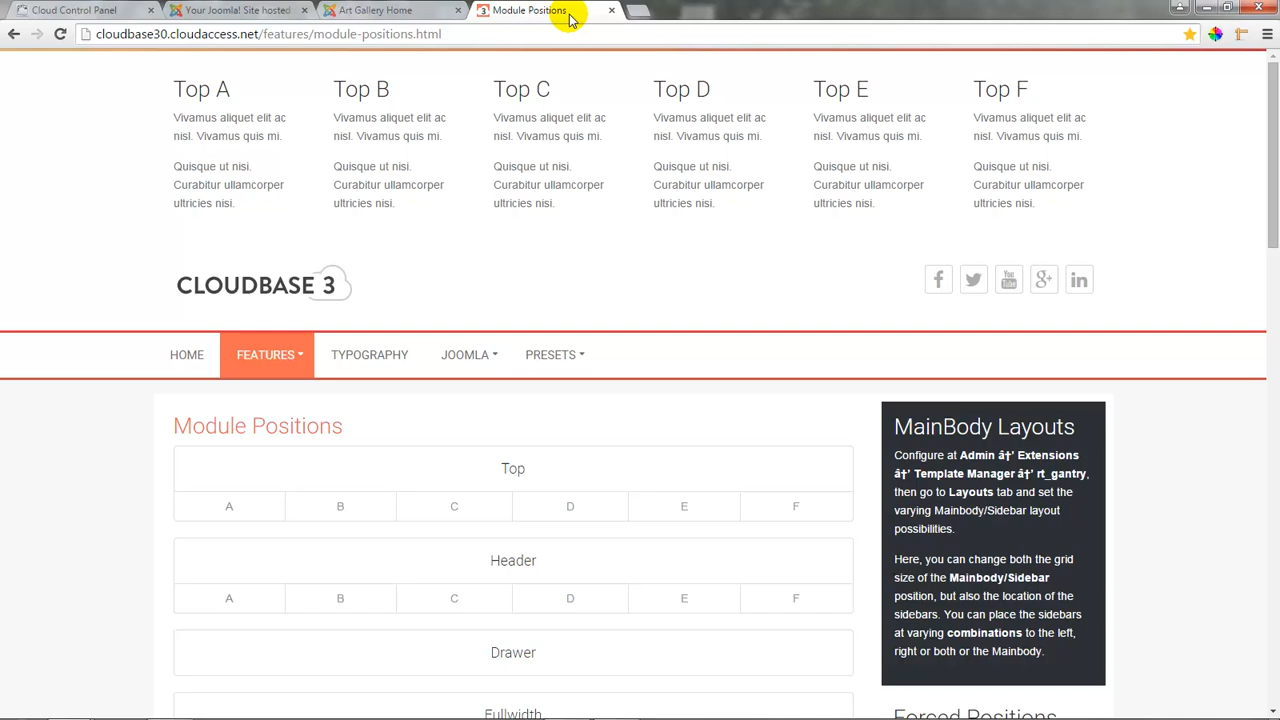 Cloud Control Panel
Your Joomla! Site hosted
Art Gallery Home
3 Module Positions
cloudbase30.cloudaccess.net/features/module-positions.html
Top A Top B Top C Top D Top E Top F
Vivamus aliquet elit ac Vivamus aliquet elit ac Vivamus aliquet elit ac Vivamus aliquet elit ac Vivamus aliquet elit ac Vivamus aliquet elit ac
nisl. Vivamus quis mi. nisl. Vivamus quis mi. nisl. Vivamus quis mi. nisl. Vivamus quis mi. nisl. Vivamus quis mi. nisl. Vivamus quis mi.
Quisque ut nisi. Quisque ut nisi. Quisque ut nisi. Quisque ut nisi. Quisque ut nisi. Quisque ut nisi.
Curabitur ullamcorper Curabitur ullamcorper Curabitur ullamcorper Curabitur ullamcorper Curabitur ullamcorper Curabitur ullamcorper
ultricies nisi. ultricies nisi. ultricies nisi. ultricies nisi. ultricies nisi. ultricies nisi.
CLOUDBASE 3
f You Tube g+ in
HOME FEATURES TYPOGRAPHY JOOMLA PRESETS
Module Positions
Top
A B C D E F
Header
A B C D E F
Drawer
Fullwidth
MainBody Layouts
Configure at Admin â†’ Extensions
â†’ Template Manager â†’ rt_gantry,
then go to Layouts tab and set the
varying Mainbody/Sidebar layout
possibilities.
Here, you can change both the grid
size of the Mainbody/Sidebar
position, but also the location of the
sidebars. You can place the sidebars
at varying combinations to the left,
right or both or the Mainbody.
Forced Positions